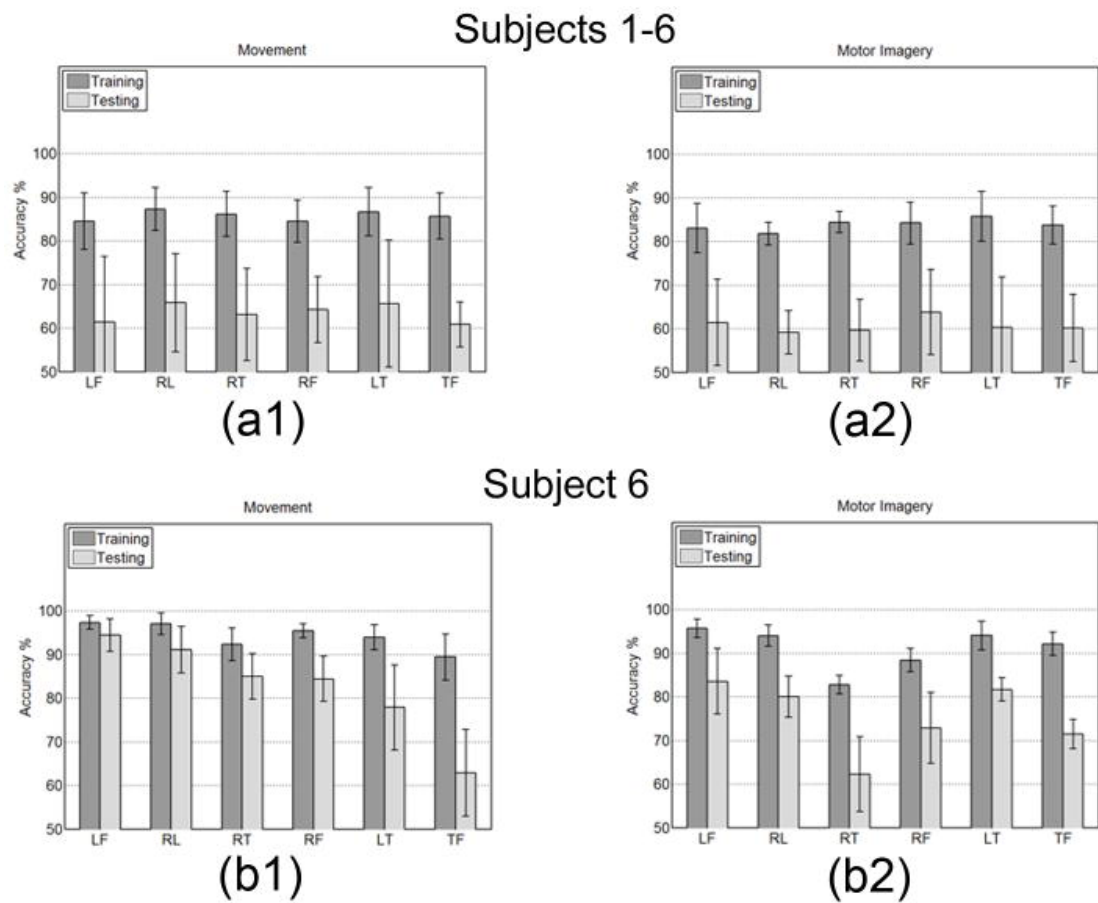 Subjects 1-6
Movement
Training
Testing
Accuracy %
100
90
80
70
60
50
LF RL RT RF LT TF
(a1)
Motor Imagery
Training
Testing
Accuracy %
100
90
80
70
60
50
LF RL RT RF LT TF
(a2)
Subject 6
Movement
Training
Testing
Accuracy %
100
90
80
70
60
50
LF RL RT RF LT TF
(b1)
Motor Imagery
Training
Testing
Accuracy %
100
90
80
70
60
50
LF RL RT RF LT TF
(b2)